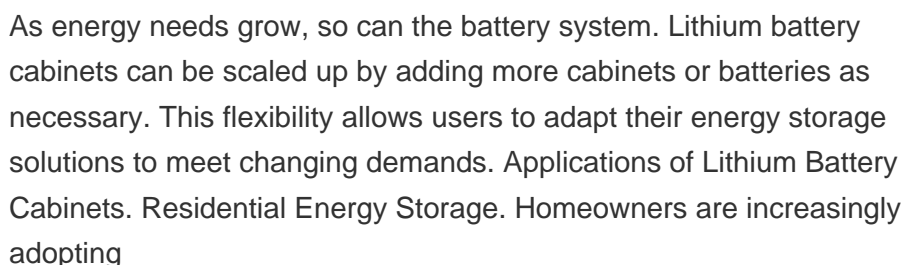 As energy needs grow, so can the battery system. Lithium battery
cabinets can be scaled up by adding more cabinets or batteries as
necessary. This flexibility allows users to adapt their energy storage
solutions to meet changing demands. Applications of Lithium Battery
Cabinets. Residential Energy Storage. Homeowners are increasingly
adopting